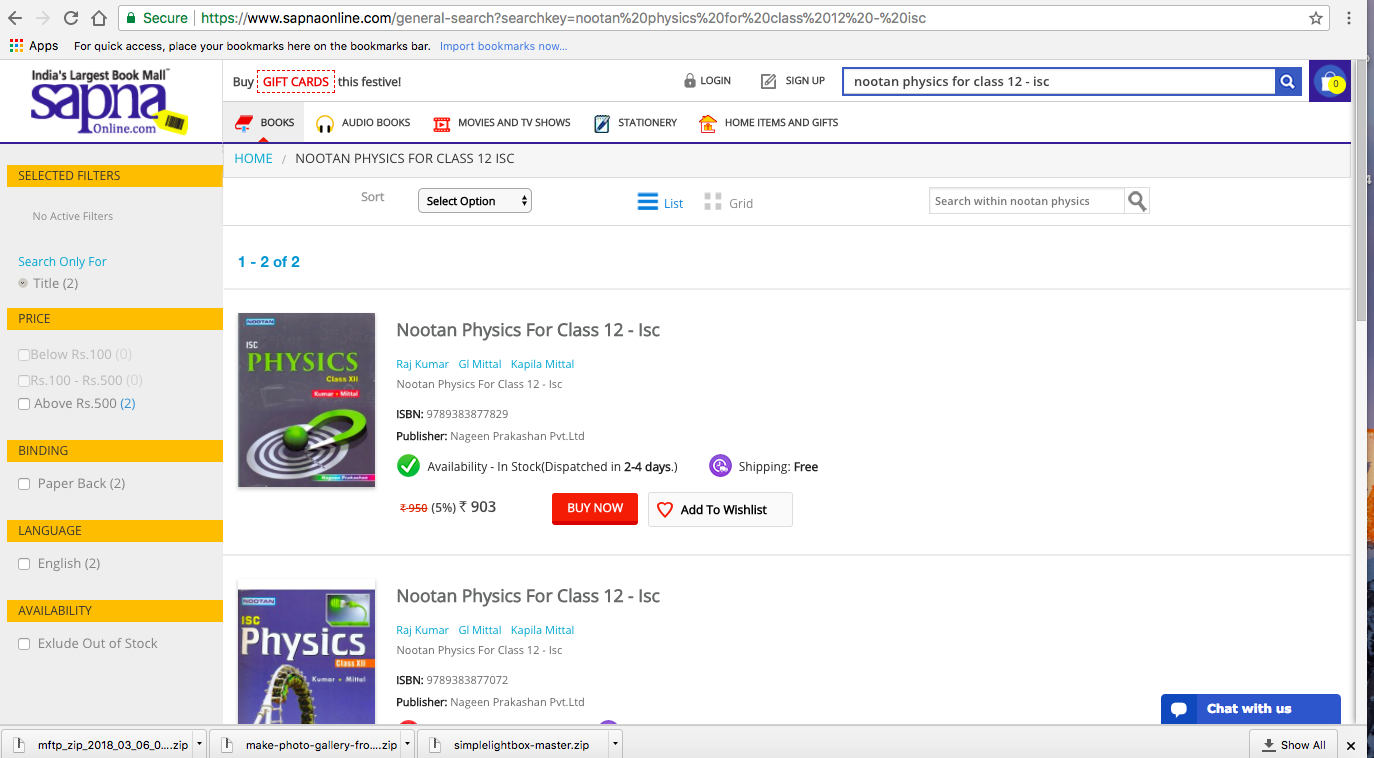 Secure https://www.sapnaonline.com/general-search?searchkey=nootan%20physics%20for%20class%2012%20-%20isc
Apps For quick access, place your bookmarks here on the bookmarks bar. Import bookmarks now...
India's Largest Book Mall
sapna
Online.com
Buy GIFT CARDS this festive!
LOGIN SIGN UP nootan physics for class 12 - isc 0
BOOKS AUDIO BOOKS MOVIES AND TV SHOWS STATIONERY HOME ITEMS AND GIFTS
HOME / NOOTAN PHYSICS FOR CLASS 12 ISC
SELECTED FILTERS
No Active Filters
Search Only For
Title (2)
PRICE
Below Rs.100 (0)
Rs.100 - Rs.500 (0)
Above Rs.500 (2)
BINDING
Paper Back (2)
LANGUAGE
English (2)
AVAILABILITY
Exlude Out of Stock
Sort Select Option List Grid Search within nootan physics
1 - 2 of 2
NOOTAN
ISC
PHYSICS
Class XII
Kumar • Mittal
Nageen Prakashan
Nootan Physics For Class 12 - Isc
Raj Kumar Gl Mittal Kapila Mittal
Nootan Physics For Class 12 - Isc
ISBN: 9789383877829
Publisher: Nageen Prakashan Pvt.Ltd
Availability - In Stock(Dispatched in 2-4 days.) Shipping: Free
₹ 950 (5%) ₹ 903 BUY NOW Add To Wishlist
NOOTAN
ISC
Physics
Class XII
Kumar • Mittal
Nootan Physics For Class 12 - Isc
Raj Kumar Gl Mittal Kapila Mittal
Nootan Physics For Class 12 - Isc
ISBN: 9789383877072
Publisher: Nageen Prakashan Pvt.Ltd
Chat with us
mftp_zip_2018_03_06_0....zip make-photo-gallery-fro....zip simplelightbox-master.zip Show All